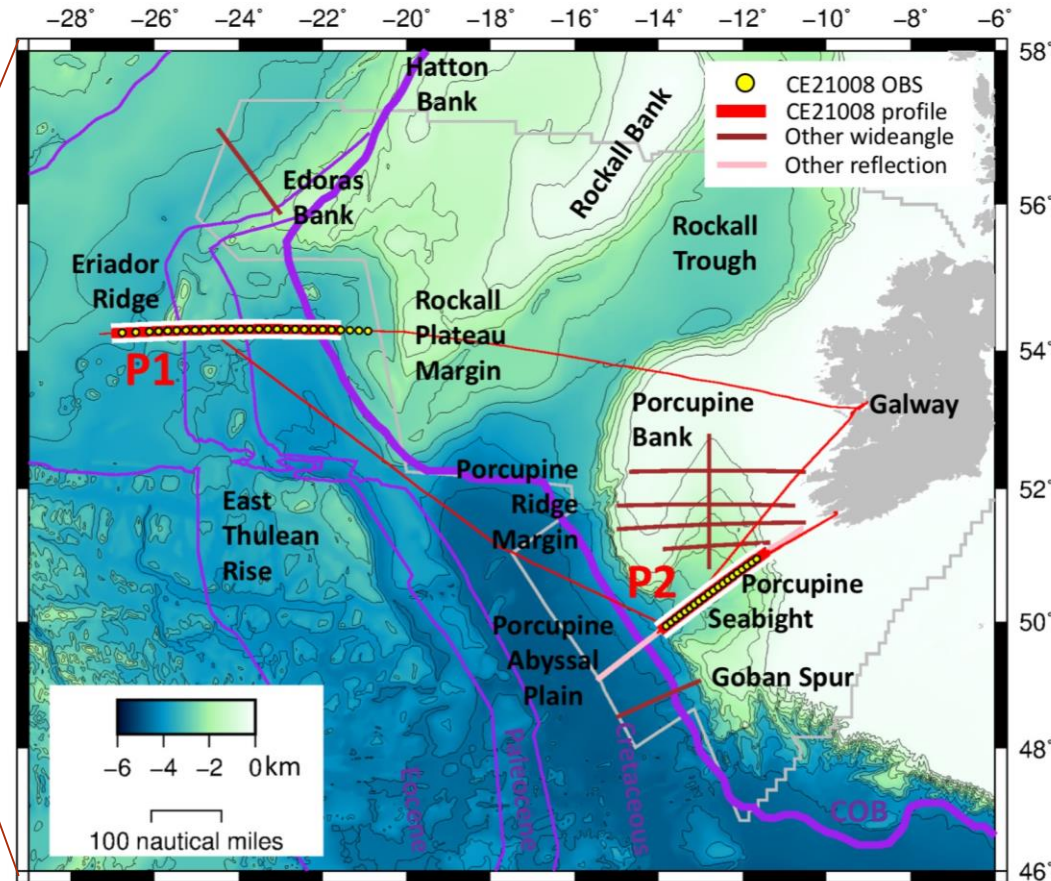 −28° −26° −24° −22° −20° −18° −16° −14° −12° −10° −8° −6°
58°
56°
54°
52°
50°
48°
46°
Hatton
Bank
Rockall Bank
CE21008 OBS
CE21008 profile
Other wideangle
Other reflection
Edoras
Bank
Rockall
Trough
Eriador
Ridge
Rockall
Plateau
Margin
P1
Porcupine
Bank
Galway
Porcupine
Ridge
Margin
East
Thulean
Rise
P2
Porcupine
Seabight
Porcupine
Abyssal
Plain
Goban Spur
Eocene
Paleocene
Cretaceous
COB
−6 −4 −2 0 km
100 nautical miles